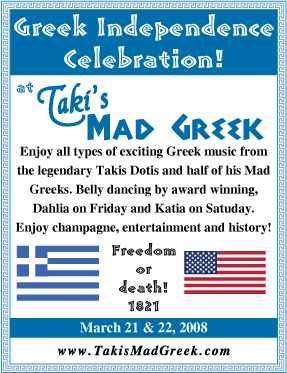 Greek Independence
Celebration!
at Taki's
Mad Greek
Enjoy all types of exciting Greek music from
the legendary Takis Dotis and half of his Mad
Greeks. Belly dancing by award winning,
Dahlia on Friday and Katia on Satuday.
Enjoy champagne, entertainment and history!
Freedom
or
death!
1821
March 21 & 22, 2008
www.TakisMadGreek.com